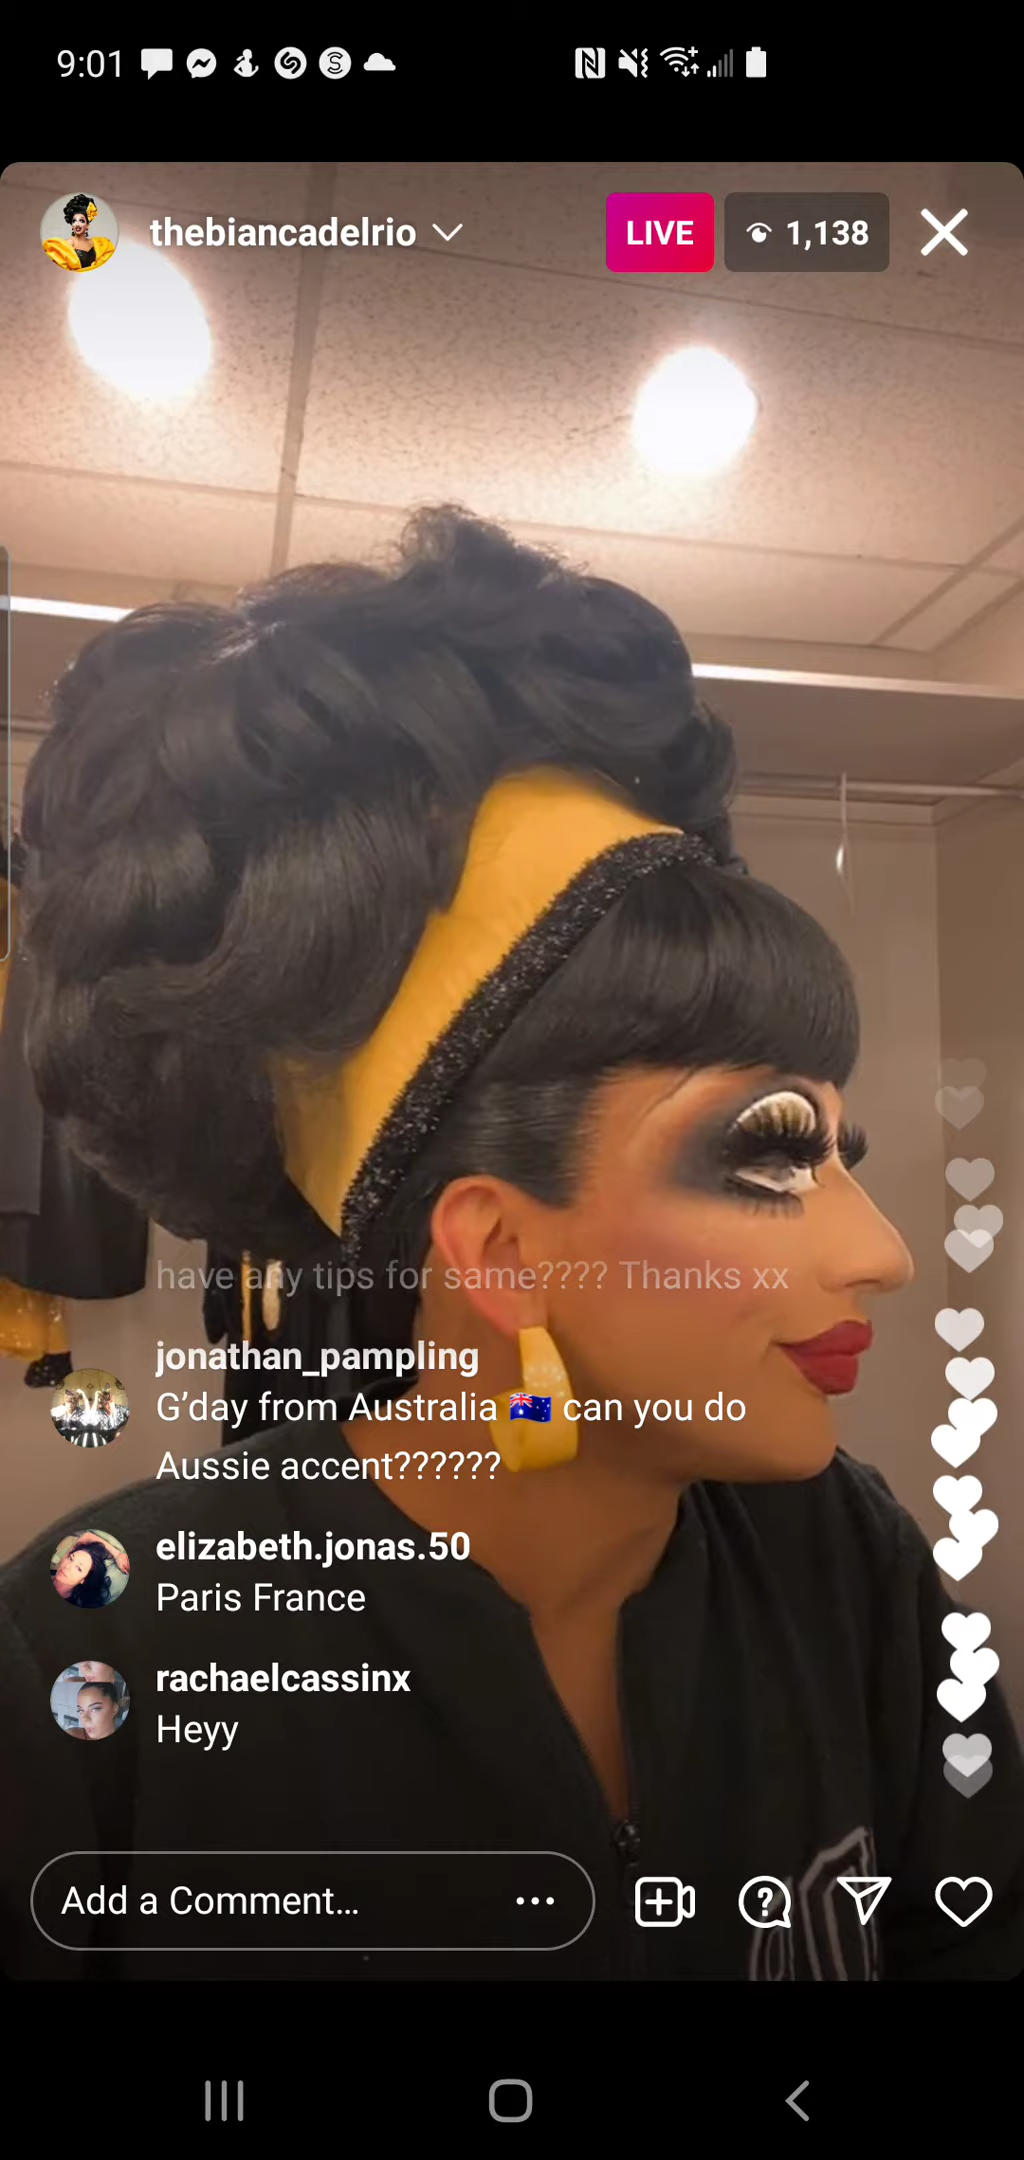 9:01
thebiancadelrio
LIVE
1,138
have any tips for same???? Thanks xx
jonathan_pampling
G’day from Australia 🇦🇺 can you do
Aussie accent??????
elizabeth.jonas.50
Paris France
rachaelcassinx
Heyy
Add a Comment...